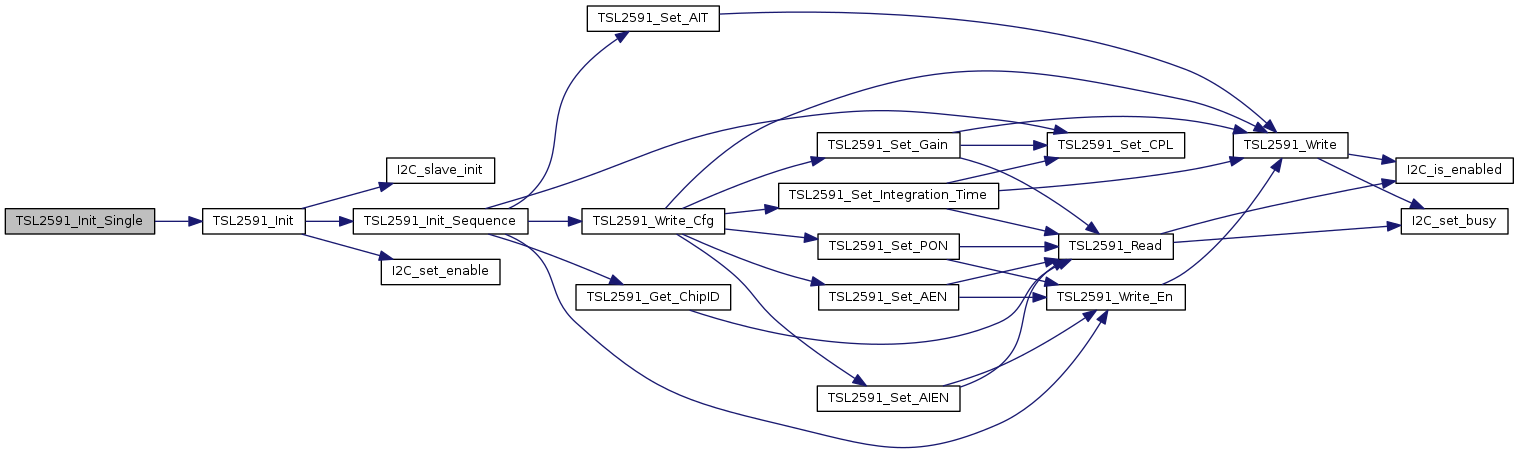 TSL2591_Init_Single
TSL2591_Init
I2C_slave_init
TSL2591_Init_Sequence
I2C_set_enable
TSL2591_Set_AIT
TSL2591_Write_Cfg
TSL2591_Get_ChipID
TSL2591_Set_Gain
TSL2591_Set_Integration_Time
TSL2591_Set_PON
TSL2591_Set_AEN
TSL2591_Set_AIEN
TSL2591_Set_CPL
TSL2591_Read
TSL2591_Write_En
TSL2591_Write
I2C_is_enabled
I2C_set_busy